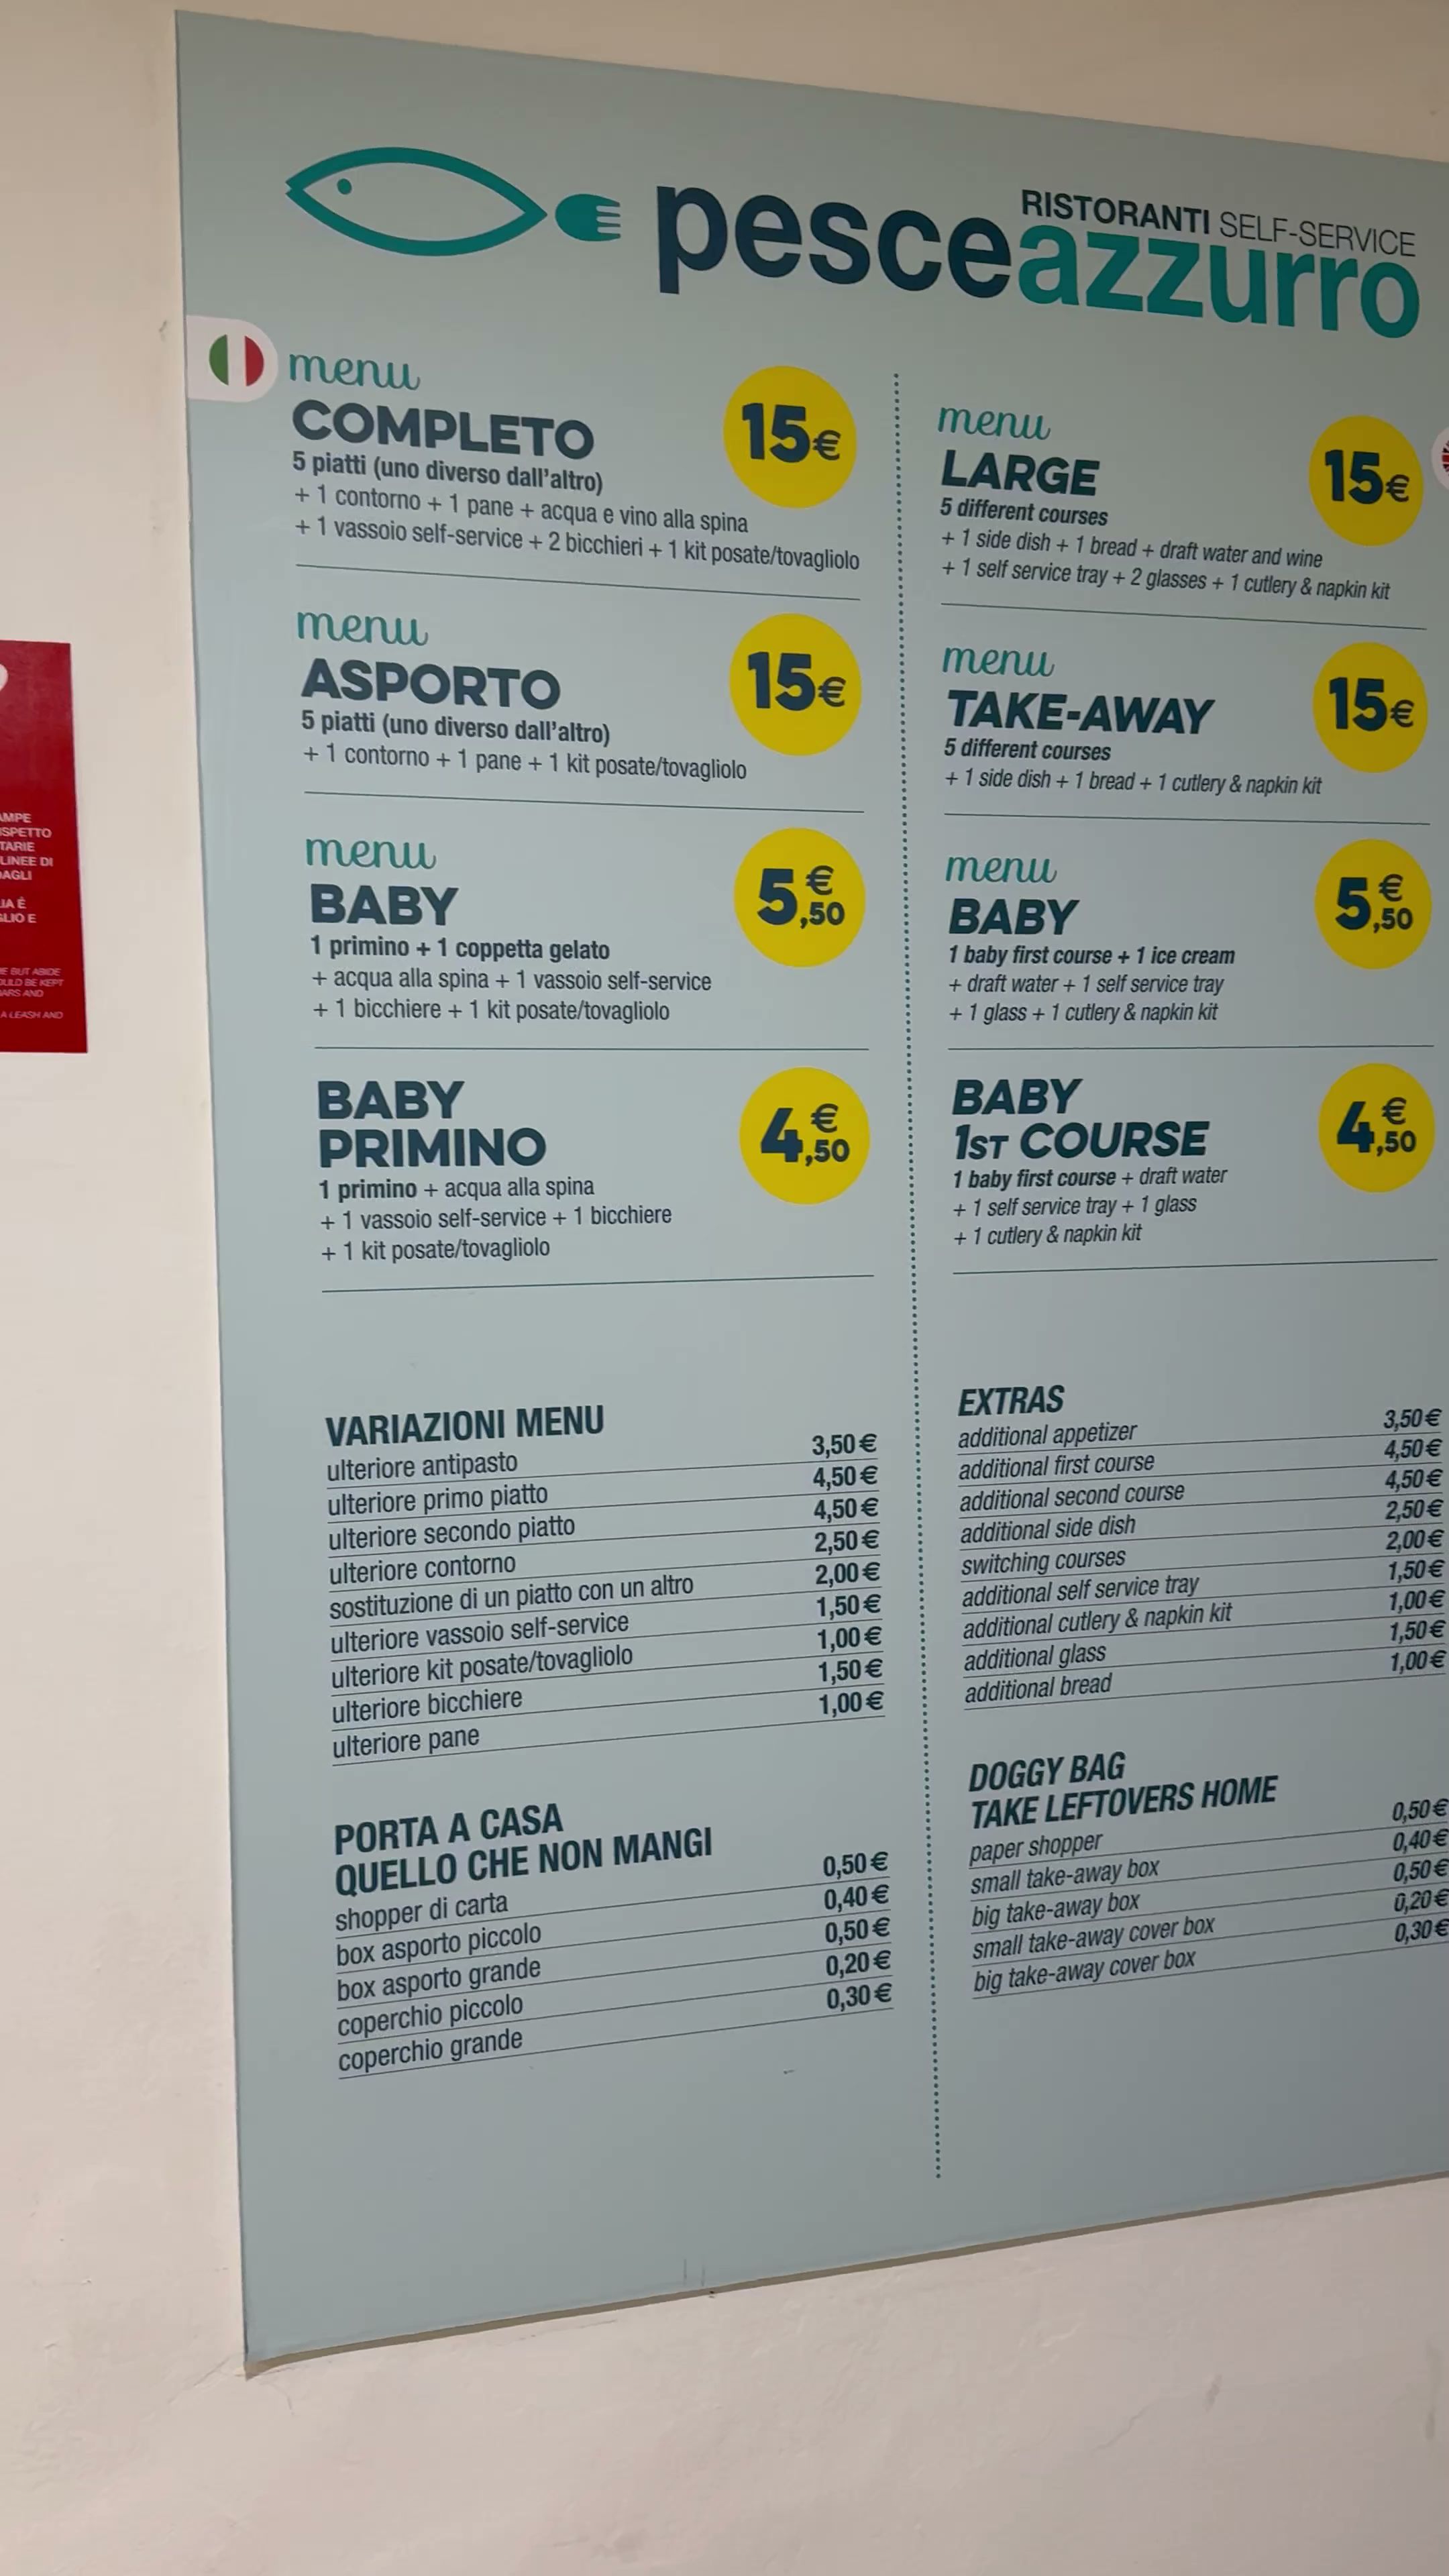 RISTORANTI SELF-SERVICE
pesceazzurro
menu
COMPLETO
15€
5 piatti (uno diverso dall'altro)
+ 1 contorno + 1 pane + acqua e vino alla spina
+ 1 vassoio self-service + 2 bicchieri + 1 kit posate/tovagliolo
menu
ASPORTO
15€
5 piatti (uno diverso dall'altro)
+ 1 contorno + 1 pane + 1 kit posate/tovagliolo
menu
BABY
5,50 €
1 primino + 1 coppetta gelato
+ acqua alla spina + 1 vassoio self-service
+ 1 bicchiere + 1 kit posate/tovagliolo
BABY
PRIMINO
4,50 €
1 primino + acqua alla spina
+ 1 vassoio self-service + 1 bicchiere
+ 1 kit posate/tovagliolo
VARIAZIONI MENU
ulteriore antipasto 3,50 €
ulteriore primo piatto 4,50 €
ulteriore secondo piatto 4,50 €
ulteriore contorno 2,50 €
sostituzione di un piatto con un altro 2,00 €
ulteriore vassoio self-service 1,50 €
ulteriore kit posate/tovagliolo 1,00 €
ulteriore bicchiere 1,50 €
ulteriore pane 1,00 €
PORTA A CASA
QUELLO CHE NON MANGI
shopper di carta 0,50 €
box asporto piccolo 0,40 €
box asporto grande 0,50 €
coperchio piccolo 0,20 €
coperchio grande 0,30 €
menu
LARGE
15€
5 different courses
+ 1 side dish + 1 bread + draft water and wine
+ 1 self service tray + 2 glasses + 1 cutlery & napkin kit
menu
TAKE-AWAY
15€
5 different courses
+ 1 side dish + 1 bread + 1 cutlery & napkin kit
menu
BABY
5,50 €
1 baby first course + 1 ice cream
+ draft water + 1 self service tray
+ 1 glass + 1 cutlery & napkin kit
BABY
1ST COURSE
4,50 €
1 baby first course + draft water
+ 1 self service tray + 1 glass
+ 1 cutlery & napkin kit
EXTRAS
additional appetizer 3,50 €
additional first course 4,50 €
additional second course 4,50 €
additional side dish 2,50 €
switching courses 2,00 €
additional self service tray 1,50 €
additional cutlery & napkin kit 1,00 €
additional glass 1,50 €
additional bread 1,00 €
DOGGY BAG
TAKE LEFTOVERS HOME
paper shopper 0,50 €
small take-away box 0,40 €
big take-away box 0,50 €
small take-away cover box 0,20 €
big take-away cover box 0,30 €
LINEE DI
BUT ABIDE
BE KEPT
AND
A LEASH AND